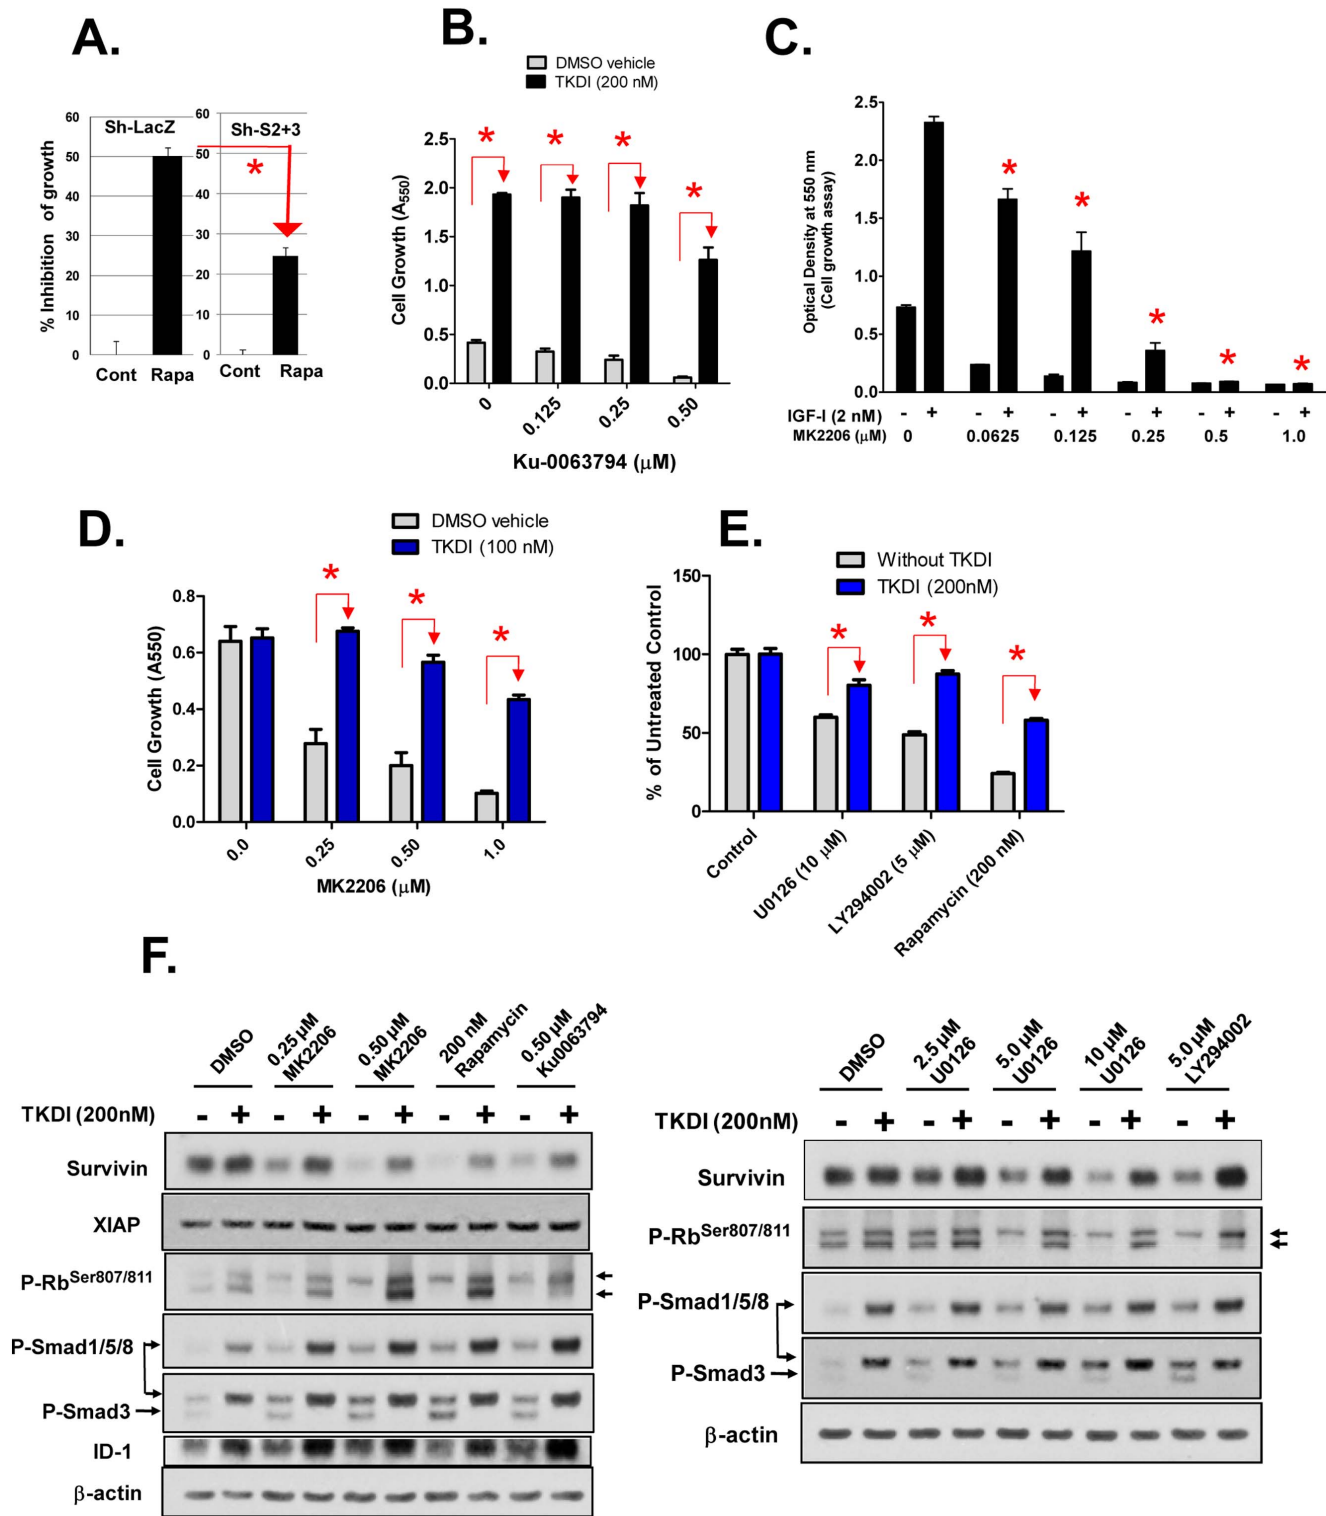 A.
Sh-LacZ
Sh-S2+3
*
% Inhibition of growth
60
50
40
30
20
10
0
60
50
40
30
20
10
0
Cont Rapa
Cont Rapa
B.
DMSO vehicle
TKDI (200 nM)
Cell Growth (A550)
2.5
2.0
1.5
1.0
0.5
0.0
* * * *
0 0.125 0.25 0.50
Ku-0063794 (μM)
C.
Optical Density at 550 nm
(Cell growth assay)
2.5
2.0
1.5
1.0
0.5
0.0
* * * * *
IGF-I (2 nM) - + - + - + - + - + - +
MK2206 (μM) 0 0.0625 0.125 0.25 0.5 1.0
D.
DMSO vehicle
TKDI (100 nM)
Cell Growth (A550)
0.8
0.6
0.4
0.2
0.0
* * *
0.0 0.25 0.50 1.0
MK2206 (μM)
E.
Without TKDI
TKDI (200nM)
% of Untreated Control
150
100
50
0
* * *
Control
U0126 (10 μM)
LY294002 (5 μM)
Rapamycin (200 nM)
F.
DMSO
0.25 μM
MK2206
0.50 μM
MK2206
200 nM
Rapamycin
0.50 μM
Ku0063794
TKDI (200nM) - + - + - + - + - +
Survivin
XIAP
P-RbSer807/811
P-Smad1/5/8
P-Smad3
ID-1
β-actin
DMSO
2.5 μM
U0126
5.0 μM
U0126
10 μM
U0126
5.0 μM
LY294002
TKDI (200nM) - + - + - + - + - +
Survivin
P-RbSer807/811
P-Smad1/5/8
P-Smad3
β-actin